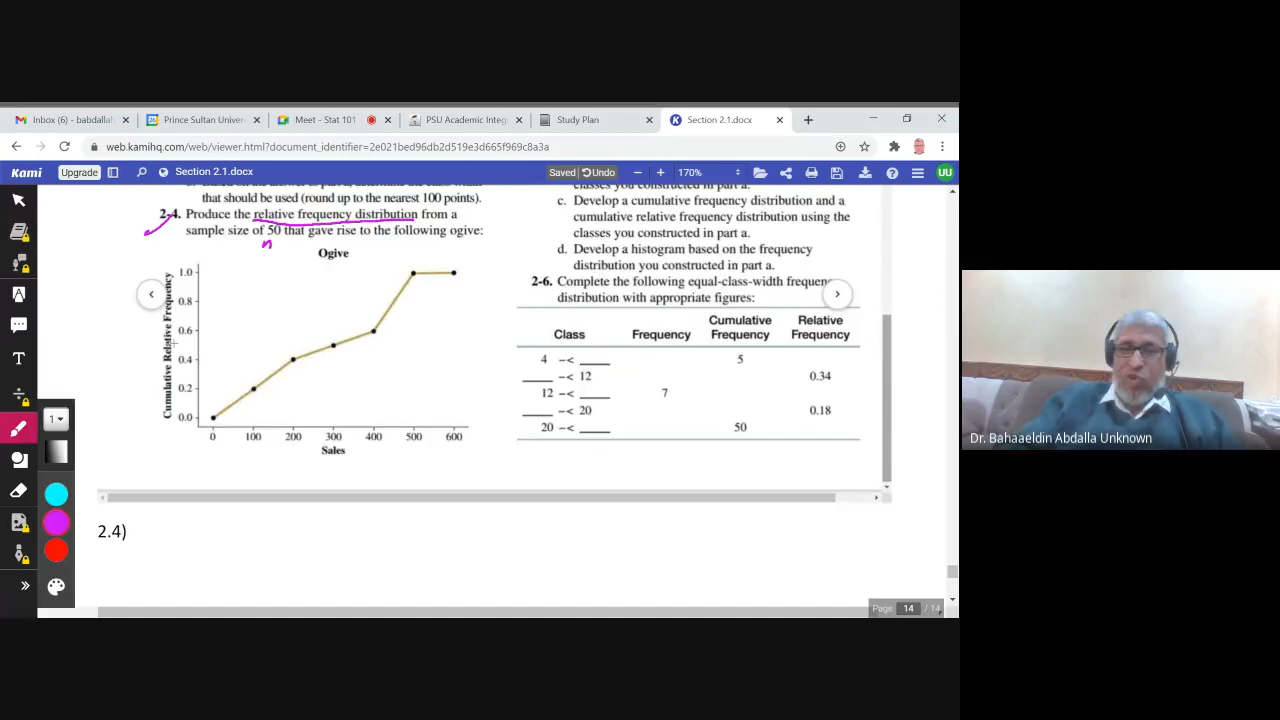 Inbox (6) - babdallah
Prince Sultan Univer
Meet - Stat 101
PSU Academic Integ
Study Plan
Section 2.1.docx
web.kamihq.com/web/viewer.html?document_identifier=2e021bed96db2d519e3d665f969c8a3a
Kami
Upgrade
Section 2.1.docx
Saved
Undo
170%
UU
that should be used (round up to the nearest 100 points).
2-4. Produce the relative frequency distribution from a
sample size of 50 that gave rise to the following ogive:
n
Ogive
Cumulative Relative Frequency
1.0
0.8
0.6
0.4
0.2
0.0
0 100 200 300 400 500 600
Sales
classes you constructed in part a.
c. Develop a cumulative frequency distribution and a
cumulative relative frequency distribution using the
classes you constructed in part a.
d. Develop a histogram based on the frequency
distribution you constructed in part a.
2-6. Complete the following equal-class-width frequenc
distribution with appropriate figures:
Class Frequency Cumulative Frequency Relative Frequency
4 –< ____ 5
____ –< 12 0.34
12 –< ____ 7
____ –< 20 0.18
20 –< ____ 50
2.4)
Page 14 / 14
1
T
A
Dr. Bahaaeldin Abdalla Unknown